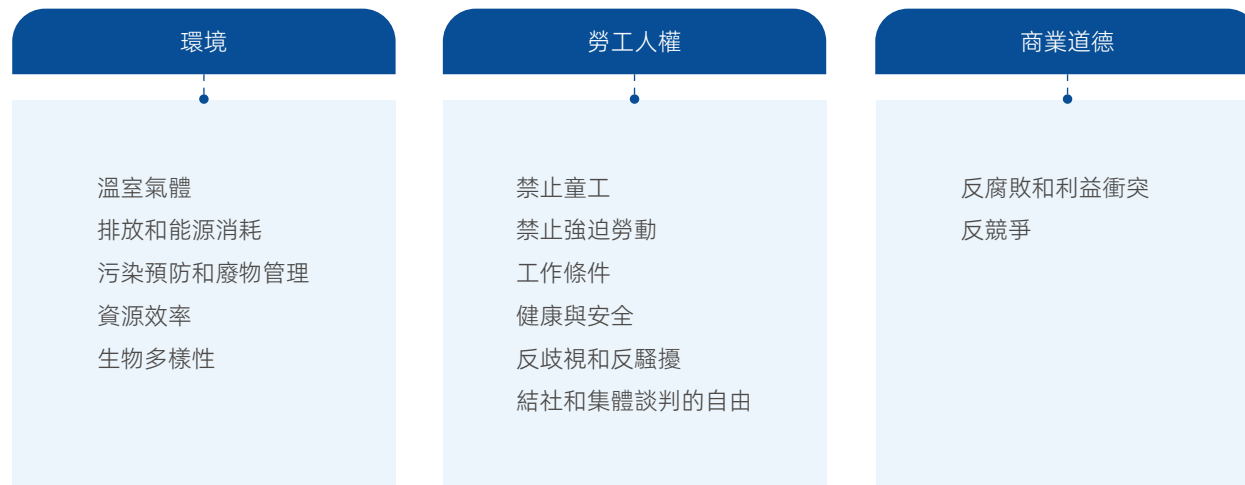 環境
溫室氣體
排放和能源消耗
污染預防和廢物管理
資源效率
生物多樣性
勞工人權
禁止童工
禁止強迫勞動
工作條件
健康與安全
反歧視和反騷擾
結社和集體談判的自由
商業道德
反腐敗和利益衝突
反競爭